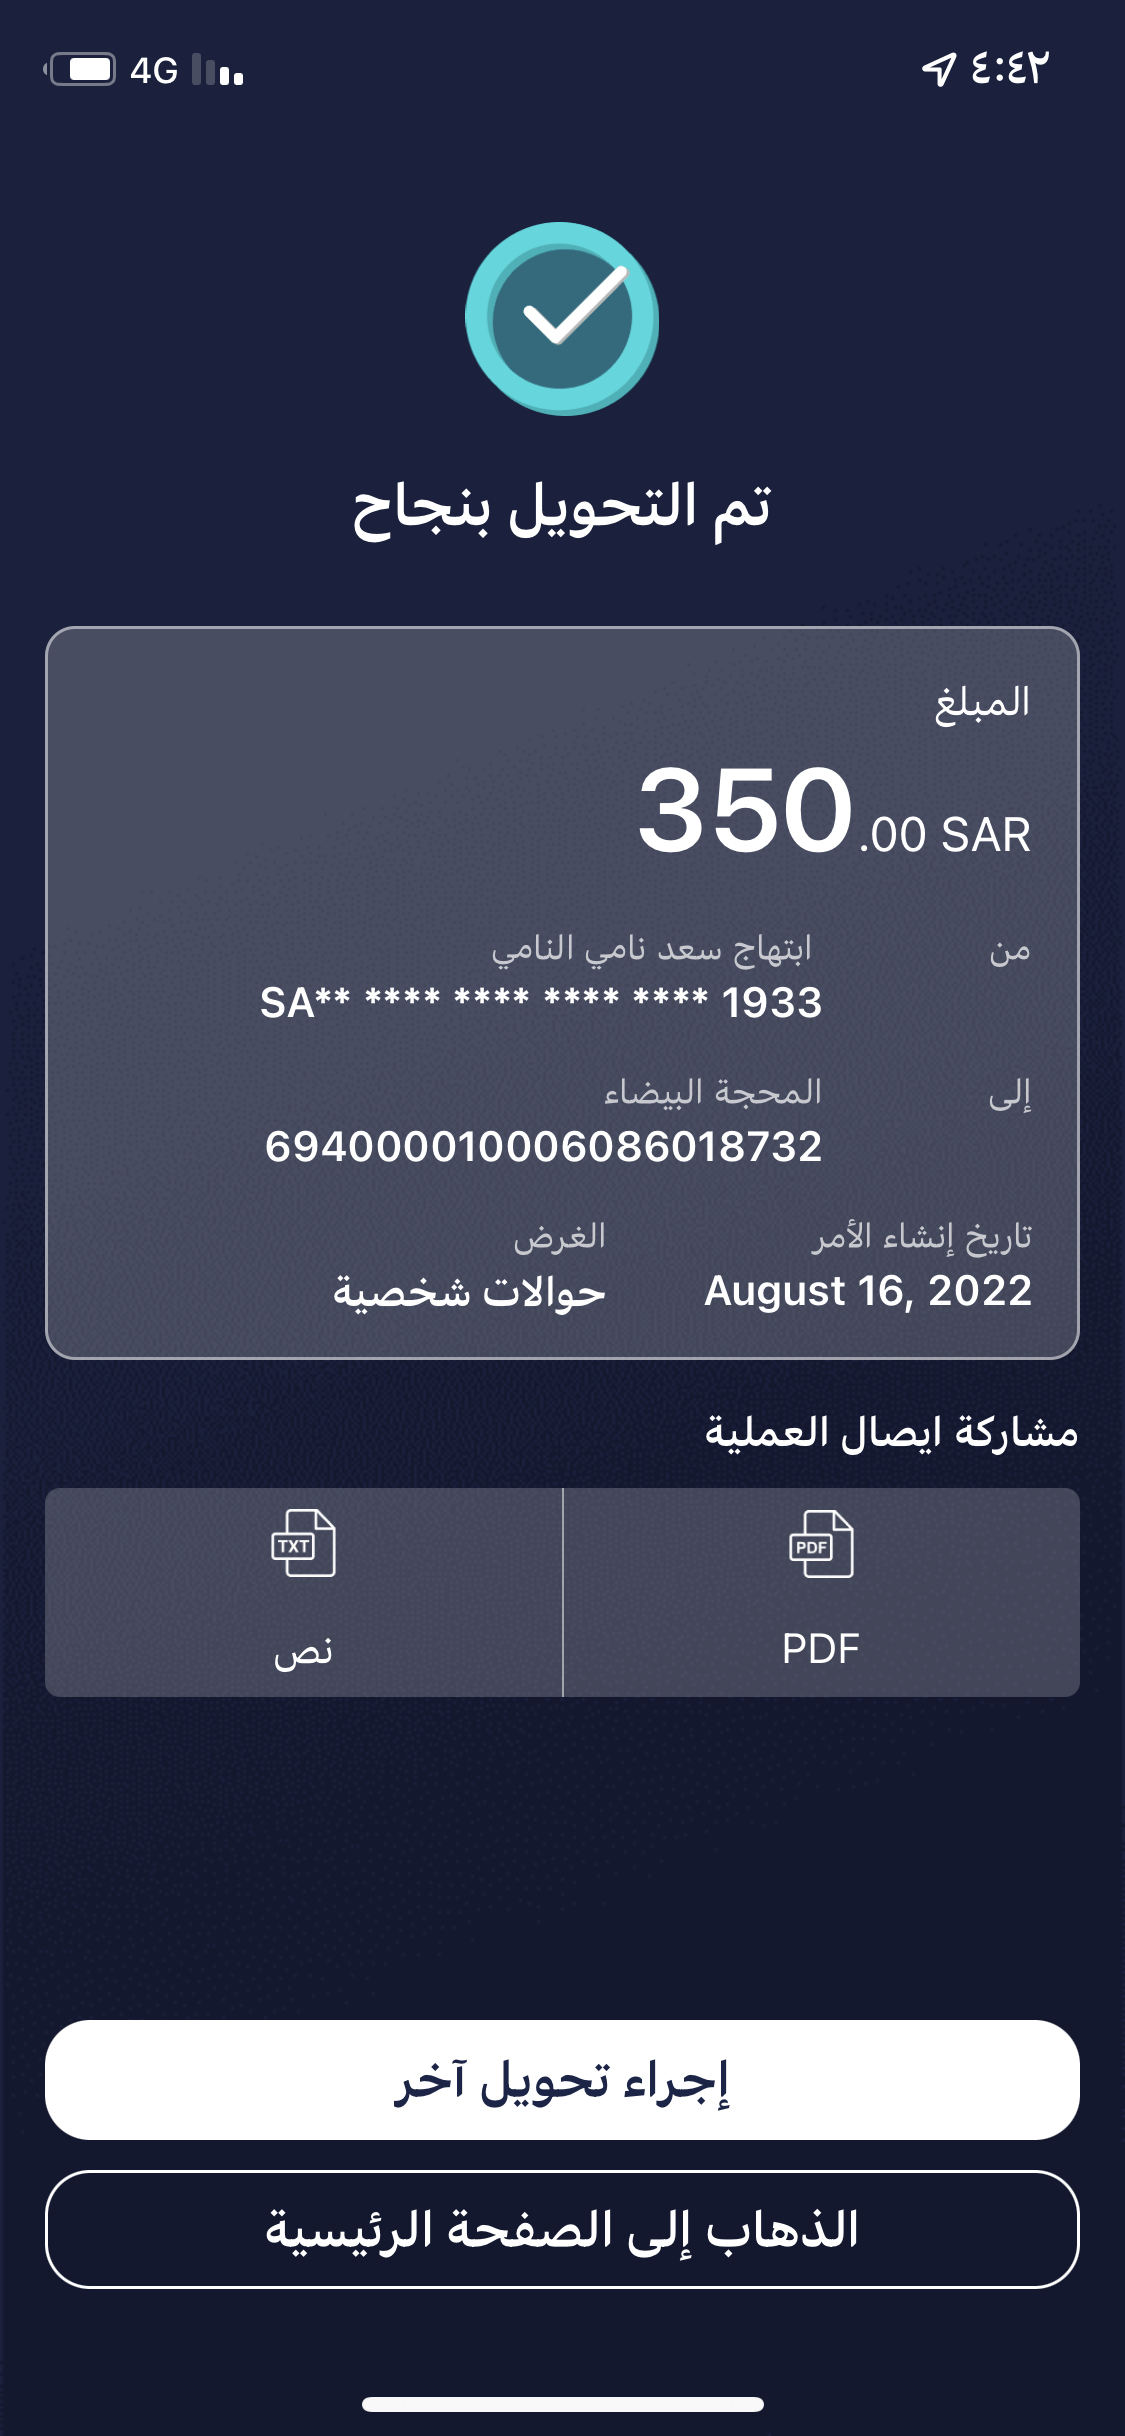 ٤:٤٢
4G
تم التحويل بنجاح
المبلغ
350.00 SAR
من
ابتهاج سعد نامي النامي
SA** **** **** **** **** 1933
إلى
المحجة البيضاء
694000010006086018732
تاريخ إنشاء الأمر
August 16, 2022
الغرض
حوالات شخصية
مشاركة ايصال العملية
PDF
PDF
TXT
نص
إجراء تحويل آخر
الذهاب إلى الصفحة الرئيسية